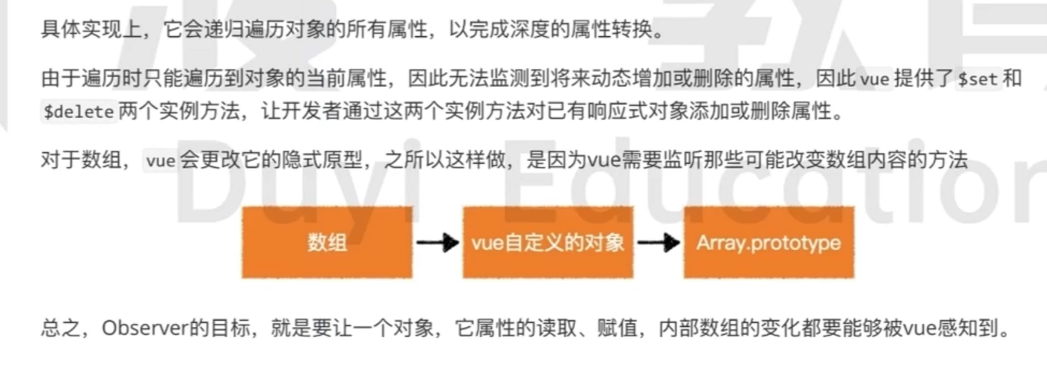 具体实现上，它会递归遍历对象的所有属性，以完成深度的属性转换。
由于遍历时只能遍历到对象的当前属性，因此无法监测到将来动态增加或删除的属性，因此 vue 提供了 $set 和
$delete 两个实例方法，让开发者通过这两个实例方法对已有响应式对象添加或删除属性。
对于数组， vue 会更改它的隐式原型，之所以这样做，是因为vue需要监听那些可能改变数组内容的方法
Duyi Education
数组
vue自定义的对象
Array.prototype
总之，Observer的目标，就是要让一个对象，它属性的读取、赋值，内部数组的变化都要能够被vue感知到。